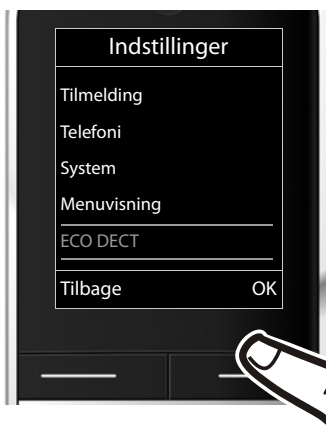 Indstillinger
Tilmelding
Telefoni
System
Menuvisning
ECO DECT
Tilbage OK